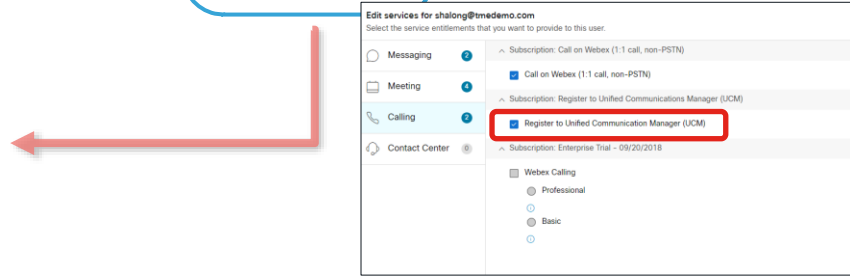 Edit services for shalong@tmedemo.com
Select the service entitlements that you want to provide to this user.
Messaging 2
Meeting 4
Calling 2
Contact Center 0
Subscription: Call on Webex (1:1 call, non-PSTN)
Call on Webex (1:1 call, non-PSTN)
Subscription: Register to Unified Communications Manager (UCM)
Register to Unified Communication Manager (UCM)
Subscription: Enterprise Trial - 09/20/2018
Webex Calling
Professional
Basic